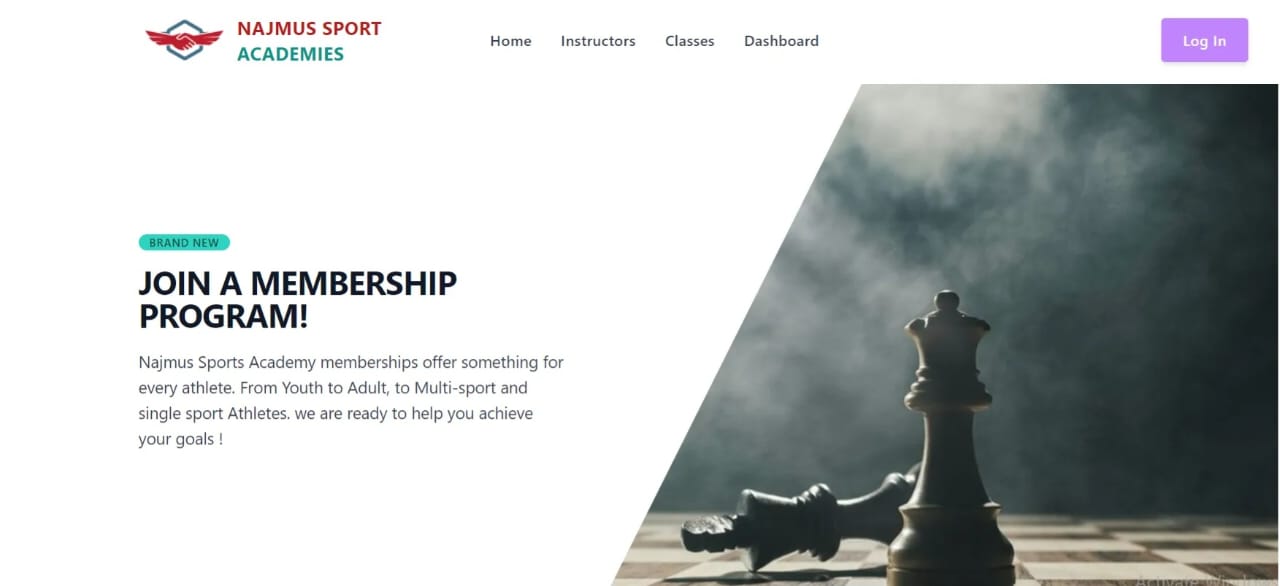 NAJMUS SPORT
ACADEMIES
Home Instructors Classes Dashboard
Log In
BRAND NEW
JOIN A MEMBERSHIP
PROGRAM!
Najmus Sports Academy memberships offer something for
every athlete. From Youth to Adult, to Multi-sport and
single sport Athletes. we are ready to help you achieve
your goals !